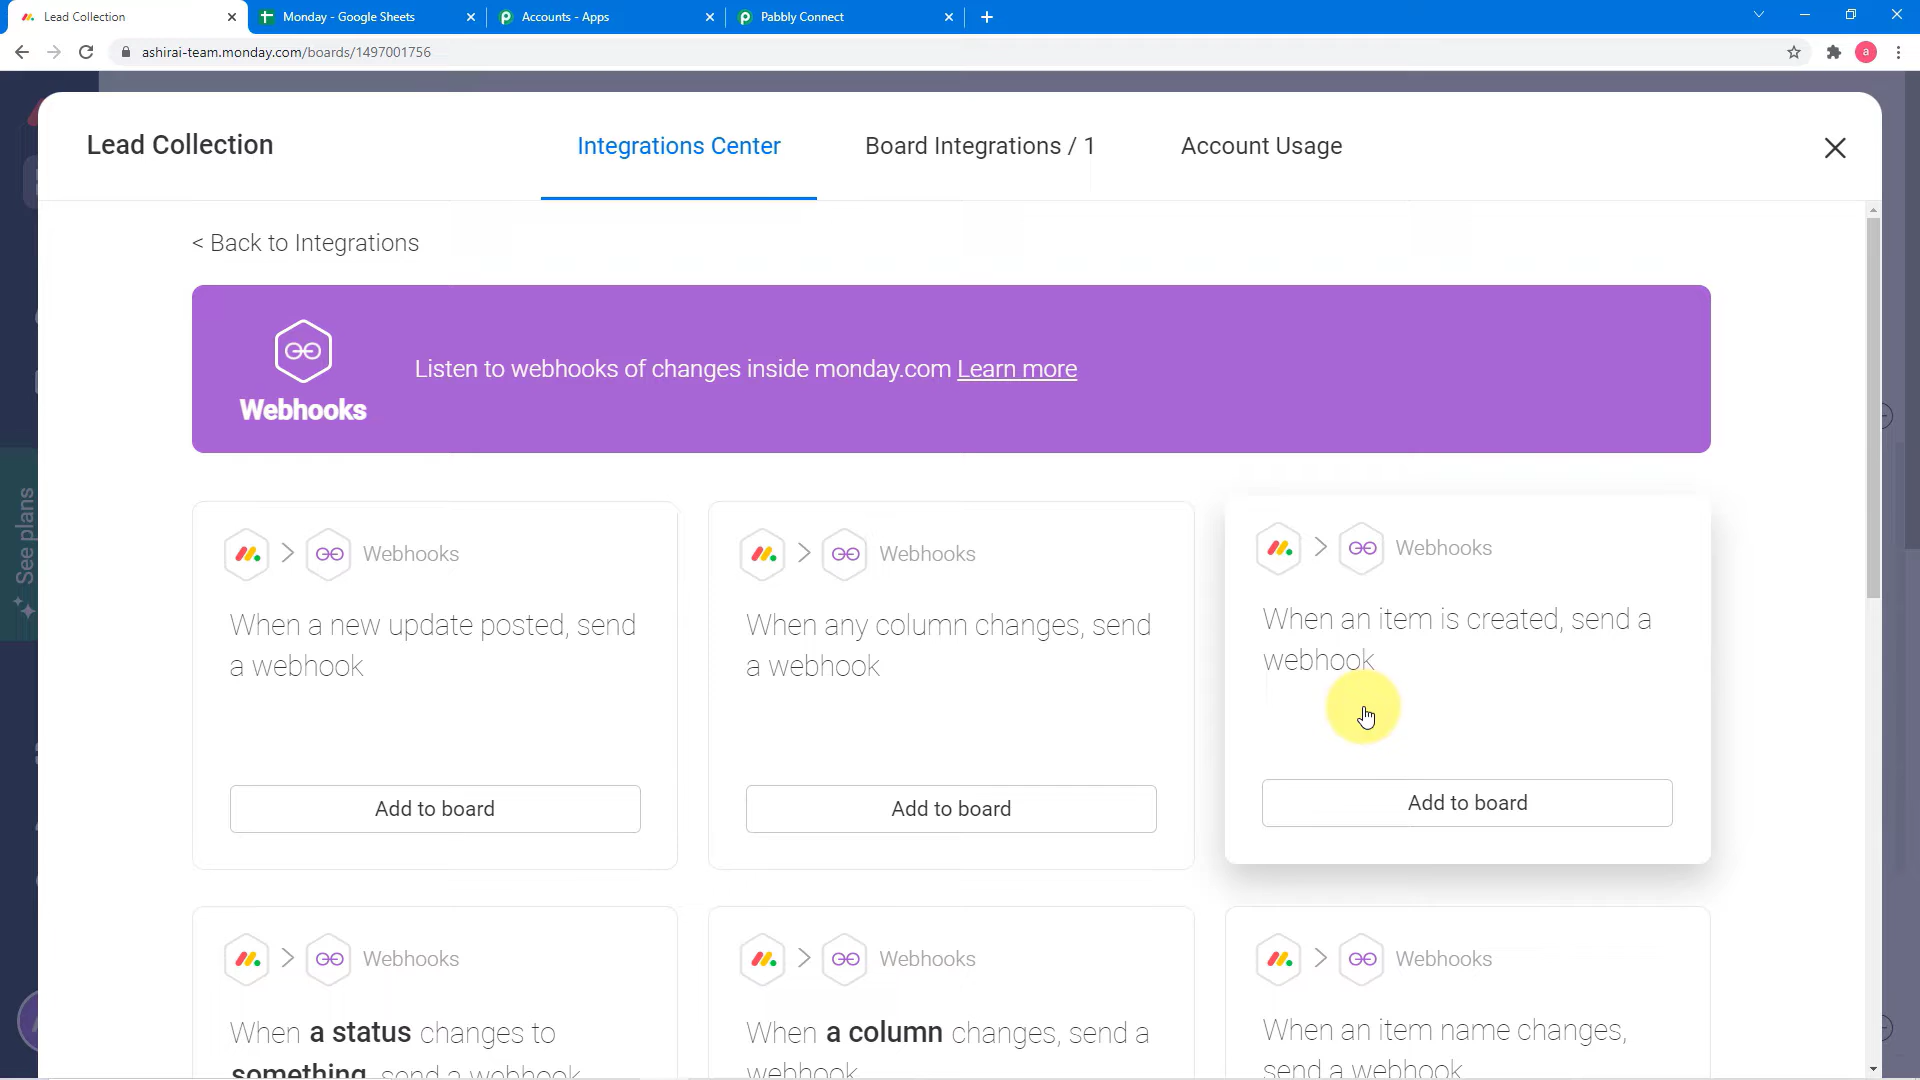 Lead Collection
Monday - Google Sheets
Accounts - Apps
Pabbly Connect
ashirai-team.monday.com/boards/1497001756
a
Lead Collection
Integrations Center
Board Integrations / 1
Account Usage
< Back to Integrations
Webhooks
Listen to webhooks of changes inside monday.com Learn more
See plans
Webhooks
When a new update posted, send
a webhook
Add to board
Webhooks
When any column changes, send
a webhook
Add to board
Webhooks
When an item is created, send a
webhook
Add to board
Webhooks
When a status changes to
something, send a webhook
Webhooks
When a column changes, send a
webhook
Webhooks
When an item name changes,
send a webhook